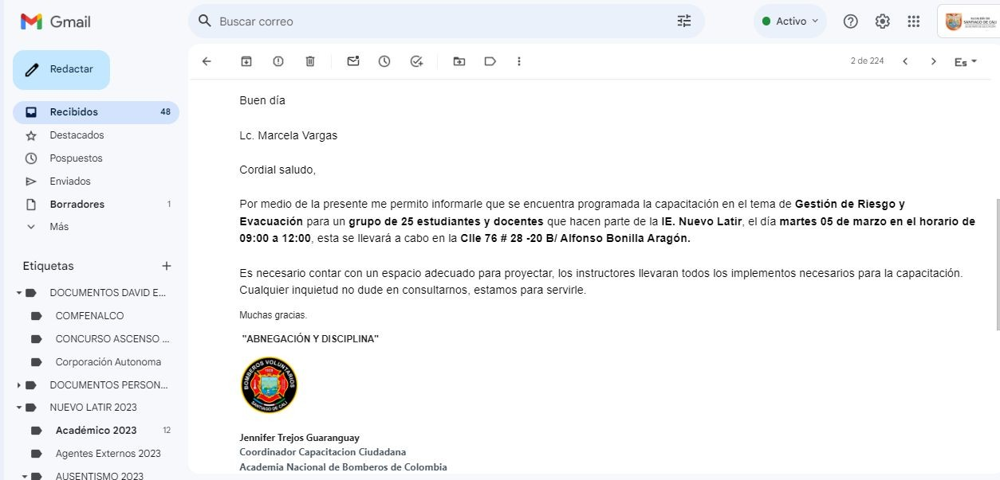 Gmail
Buscar correo
Activo
ALCALDÍA DE
SANTIAGO DE CALI
Redactar
2 de 224
Es
Recibidos 48
Destacados
Pospuestos
Enviados
Borradores 1
Más
Etiquetas
DOCUMENTOS DAVID E...
COMFENALCO
CONCURSO ASCENSO ...
Corporación Autonoma
DOCUMENTOS PERSON...
NUEVO LATIR 2023
Académico 2023 12
Agentes Externos 2023
AUSENTISMO 2023
Buen día
Lc. Marcela Vargas
Cordial saludo,
Por medio de la presente me permito informarle que se encuentra programada la capacitación en el tema de Gestión de Riesgo y
Evacuación para un grupo de 25 estudiantes y docentes que hacen parte de la IE. Nuevo Latir, el día martes 05 de marzo en el horario de
09:00 a 12:00, esta se llevará a cabo en la Clle 76 # 28 -20 B/ Alfonso Bonilla Aragón.
Es necesario contar con un espacio adecuado para proyectar, los instructores llevaran todos los implementos necesarios para la capacitación.
Cualquier inquietud no dude en consultarnos, estamos para servirle.
Muchas gracias.
"ABNEGACIÓN Y DISCIPLINA"
BOMBEROS VOLUNTARIOS
1928
SANTIAGO DE CALI
Jennifer Trejos Guaranguay
Coordinador Capacitacion Ciudadana
Academia Nacional de Bomberos de Colombia